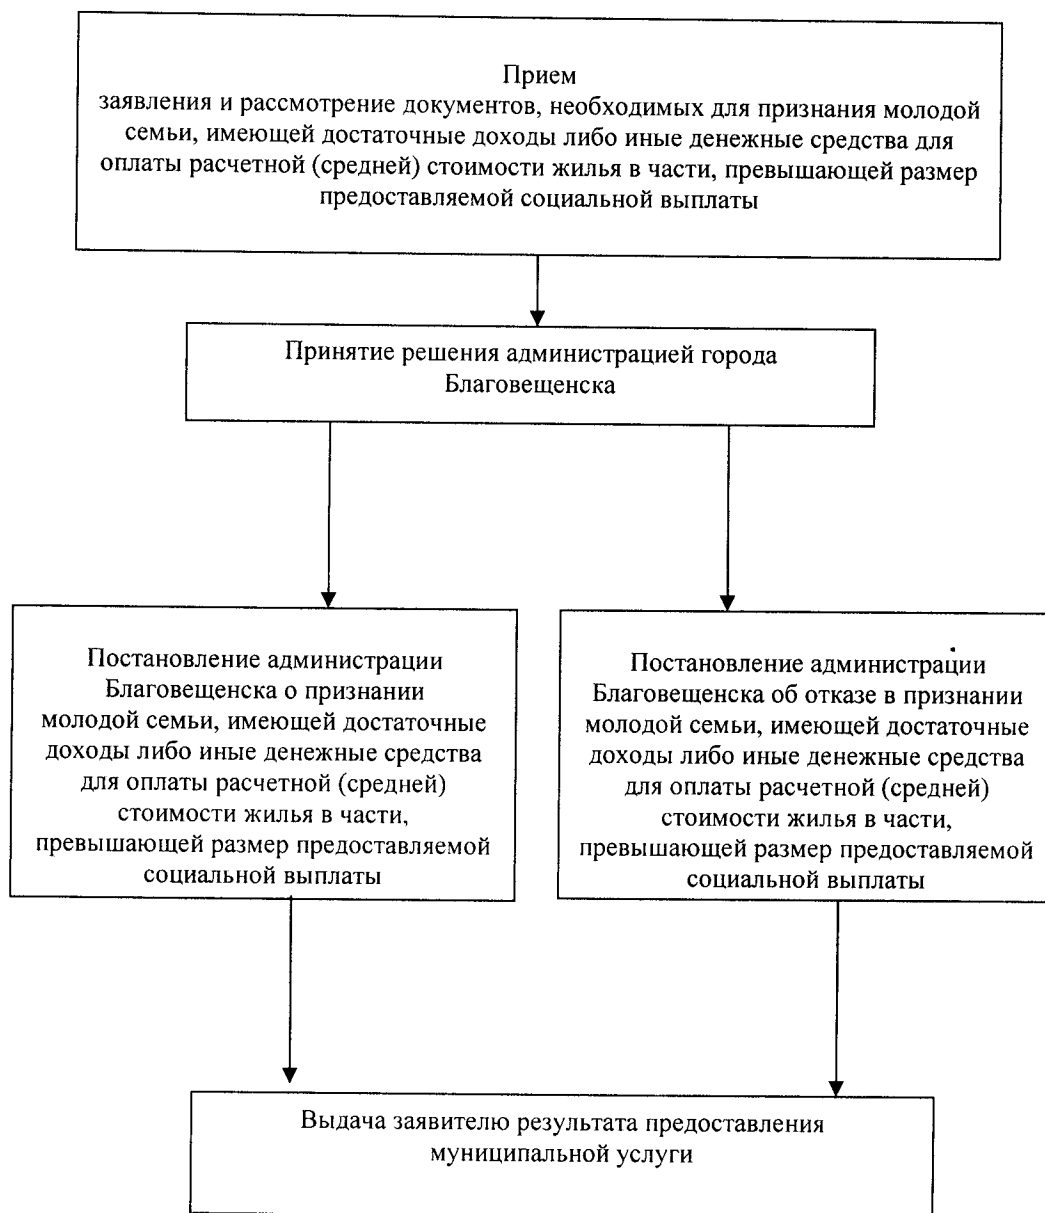 Прием
заявления и рассмотрение документов, необходимых для признания молодой
семьи, имеющей достаточные доходы либо иные денежные средства для
оплаты расчетной (средней) стоимости жилья в части, превышающей размер
предоставляемой социальной выплаты
Принятие решения администрацией города
Благовещенска
Постановление администрации
Благовещенска о признании
молодой семьи, имеющей достаточные
доходы либо иные денежные средства
для оплаты расчетной (средней)
стоимости жилья в части,
превышающей размер предоставляемой
социальной выплаты
Постановление администрации
Благовещенска об отказе в признании
молодой семьи, имеющей достаточные
доходы либо иные денежные средства
для оплаты расчетной (средней)
стоимости жилья в части,
превышающей размер предоставляемой
социальной выплаты
Выдача заявителю результата предоставления
муниципальной услуги